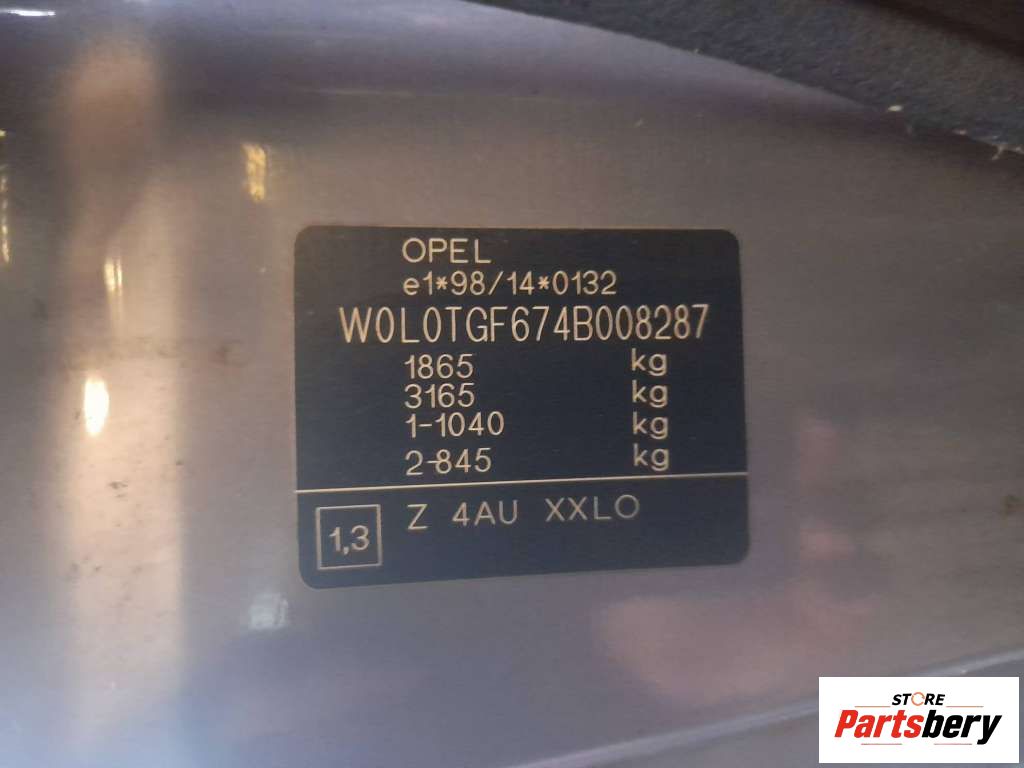 OPEL
e1*98/14*0132
W0L0TGF674B008287
1865 kg
3165 kg
1-1040 kg
2-845 kg
1,3 Z 4AU XXLO
STORE
Partsbery